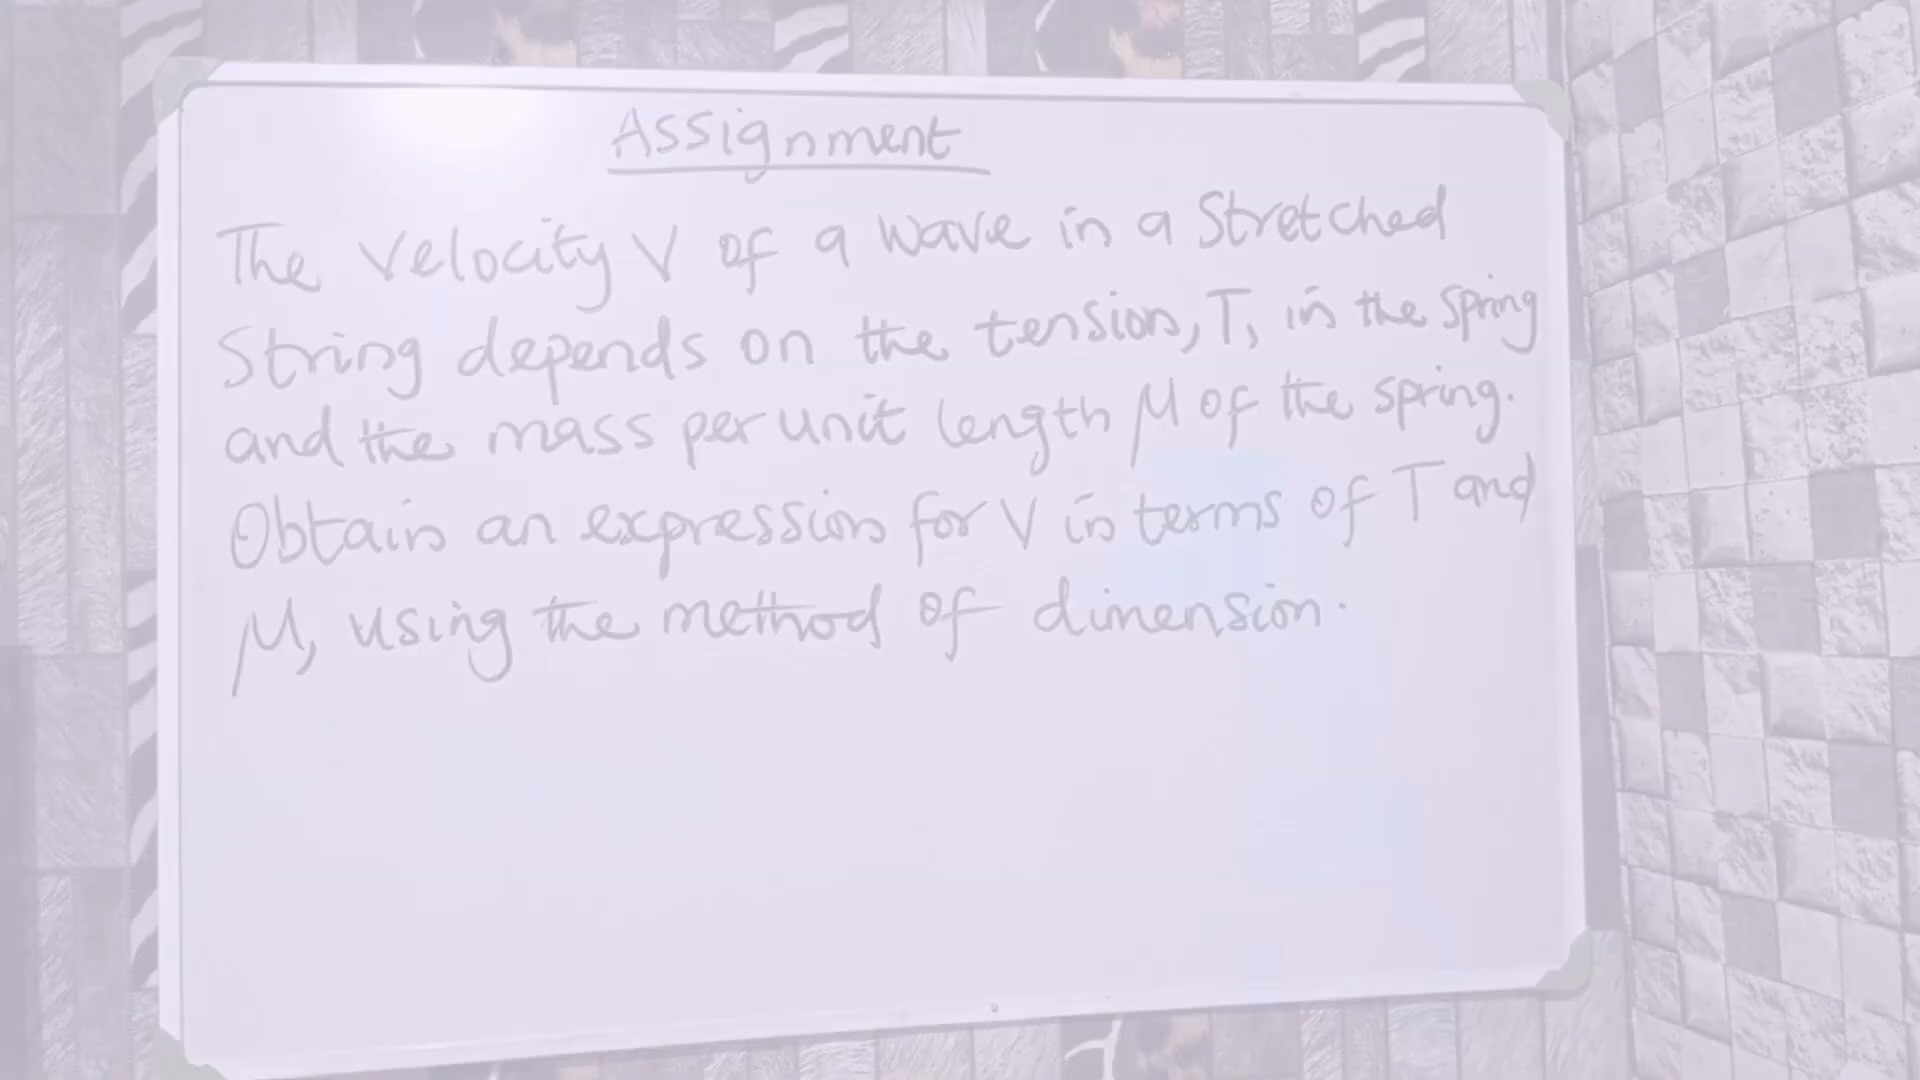 Assignment
The velocity V of a wave in a stretched
string depends on the tension, T, in the spring
and the mass per unit length μ of the spring.
Obtain an expression for V in terms of T and
μ, using the method of dimension.